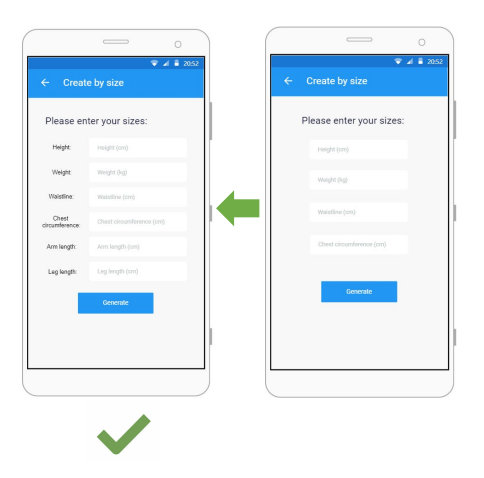 20:52
Create by size
Please enter your sizes:
Height: Height (cm)
Weight: Weight (kg)
Waistline: Waistline (cm)
Chest
circumference: Chest circumference (cm)
Arm length: Arm length (cm)
Leg length: Leg length (cm)
Generate
20:52
Create by size
Please enter your sizes:
Height (cm)
Weight (kg)
Waistline (cm)
Chest circumference (cm)
Generate